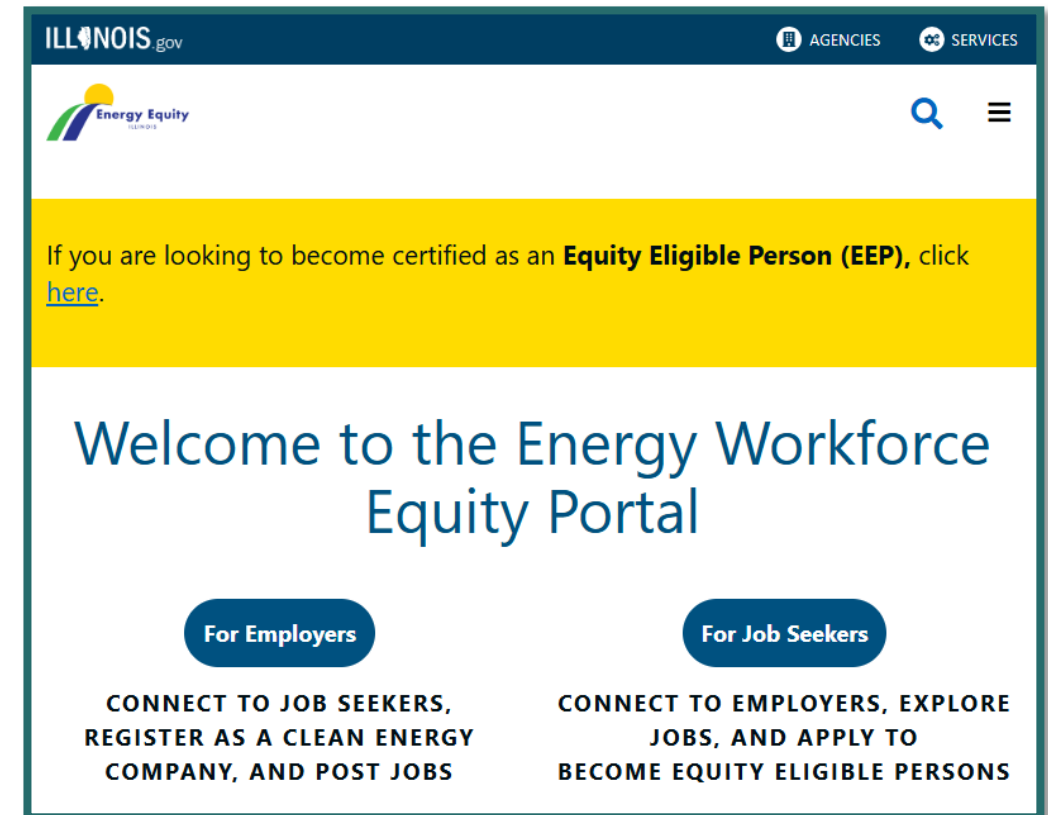 ILLINOIS.gov
AGENCIES
SERVICES
Energy Equity
ILLINOIS
If you are looking to become certified as an Equity Eligible Person (EEP), click
here.
Welcome to the Energy Workforce
Equity Portal
For Employers
For Job Seekers
CONNECT TO JOB SEEKERS,
REGISTER AS A CLEAN ENERGY
COMPANY, AND POST JOBS
CONNECT TO EMPLOYERS, EXPLORE
JOBS, AND APPLY TO
BECOME EQUITY ELIGIBLE PERSONS